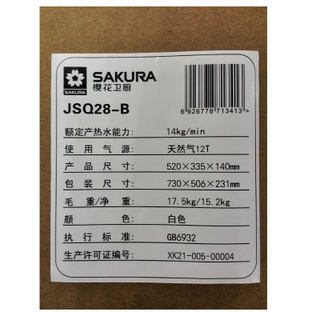 SAKURA
SAKURA
樱花卫厨
JSQ28-B
6926778713413>
额定产热水能力： 14kg/min
使用气源： 天然气12T
产品尺寸： 520×335×140mm
包装尺寸： 730×506×231mm
毛重/净重： 17.5kg/15.2kg
颜色： 白色
执行标准： GB6932
生产许可证编号： XK21-005-00004